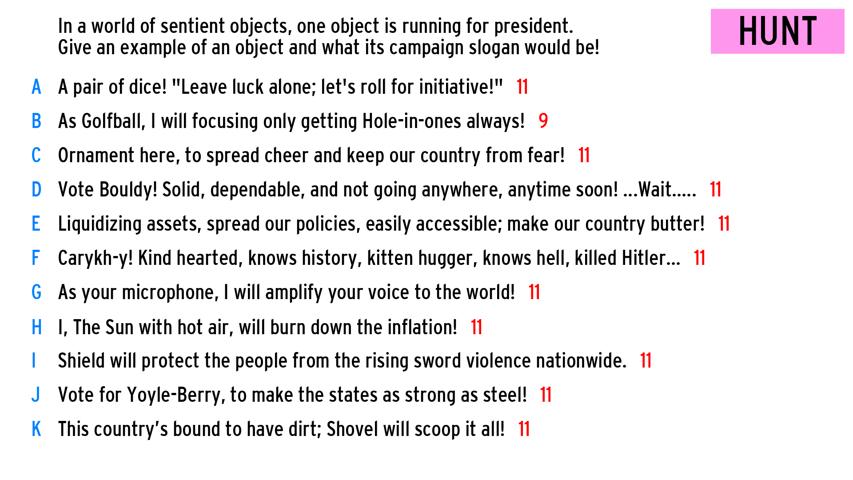 In a world of sentient objects, one object is running for president.
Give an example of an object and what its campaign slogan would be!
HUNT
A A pair of dice! "Leave luck alone; let's roll for initiative!" 11
B As Golfball, I will focusing only getting Hole-in-ones always! 9
C Ornament here, to spread cheer and keep our country from fear! 11
D Vote Bouldy! Solid, dependable, and not going anywhere, anytime soon! ...Wait..... 11
E Liquidizing assets, spread our policies, easily accessible; make our country butter! 11
F Carykh-y! Kind hearted, knows history, kitten hugger, knows hell, killed Hitler... 11
G As your microphone, I will amplify your voice to the world! 11
H I, The Sun with hot air, will burn down the inflation! 11
I Shield will protect the people from the rising sword violence nationwide. 11
J Vote for Yoyle-Berry, to make the states as strong as steel! 11
K This country's bound to have dirt; Shovel will scoop it all! 11